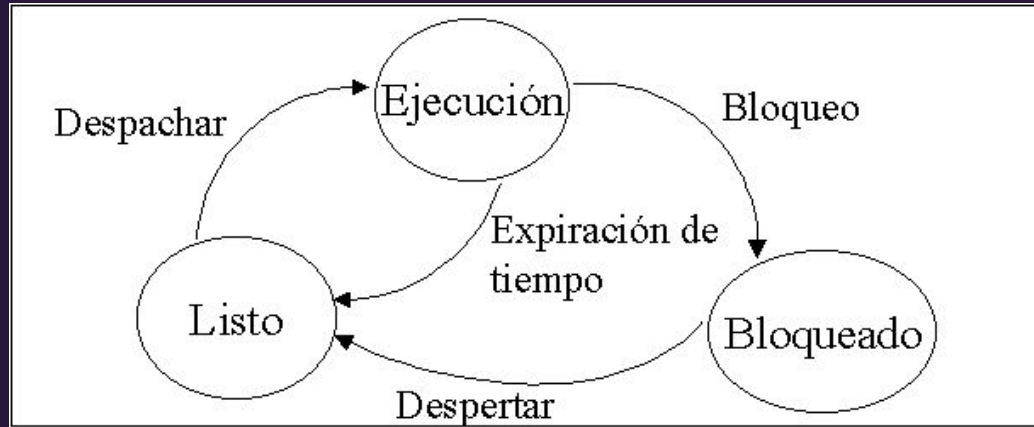 Ejecución
Despachar
Bloqueo
Expiración de
tiempo
Listo
Bloqueado
Despertar